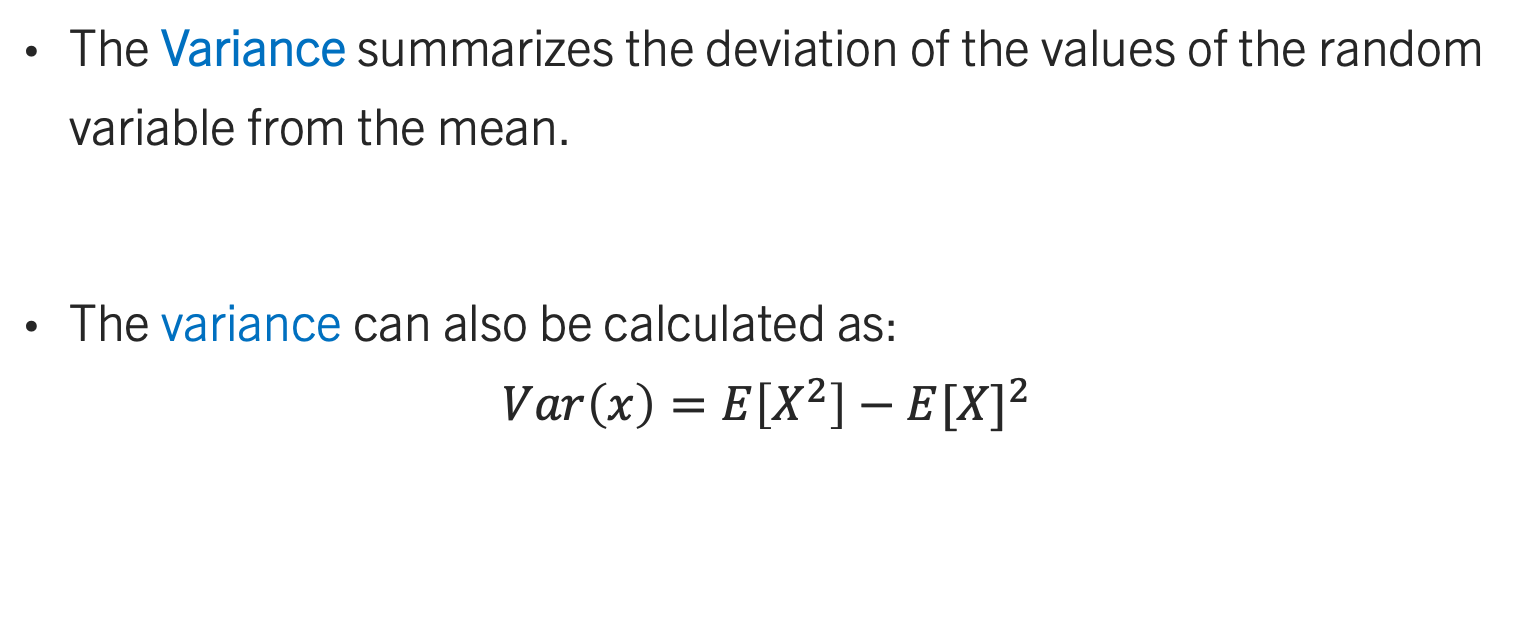 • The Variance summarizes the deviation of the values of the random
variable from the mean.
• The variance can also be calculated as:
Var(x) = E[X²] − E[X]²